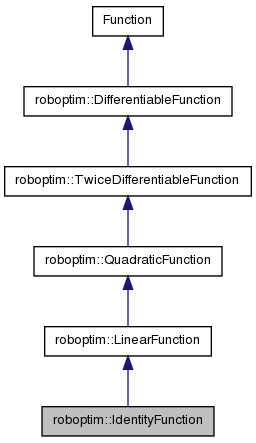 Function
roboptim::DifferentiableFunction
roboptim::TwiceDifferentiableFunction
roboptim::QuadraticFunction
roboptim::LinearFunction
roboptim::IdentityFunction